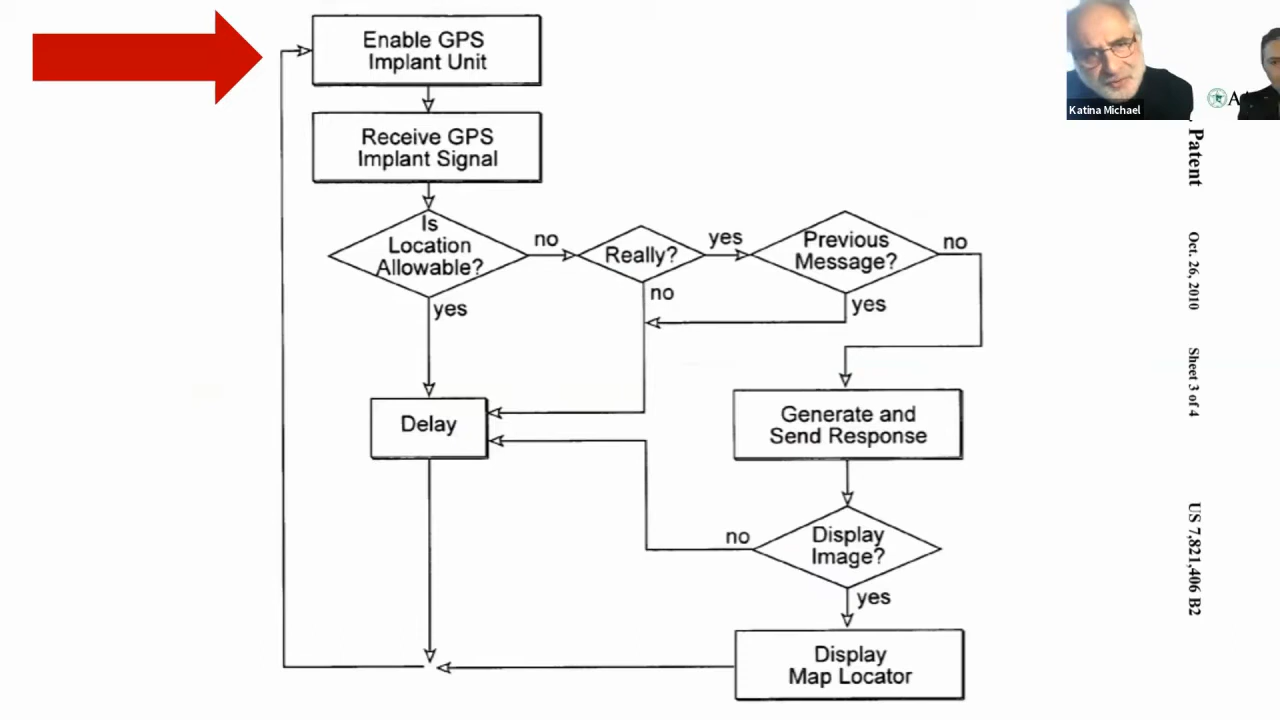 Enable GPS
Implant Unit
Receive GPS
Implant Signal
Is
Location
Allowable?
no
Really?
yes
Previous
Message?
no
yes
no
yes
Delay
Generate and
Send Response
Display
Image?
no
yes
Display
Map Locator
Katina Michael
Patent
Oct. 26, 2010
Sheet 3 of 4
US 7,821,406 B2